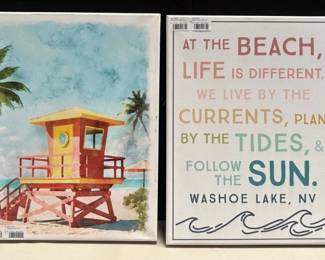 AT THE BEACH,
LIFE IS DIFFERENT.
WE LIVE BY THE
CURRENTS, PLAN
BY THE TIDES, &
FOLLOW THE SUN.
WASHOE LAKE, NV